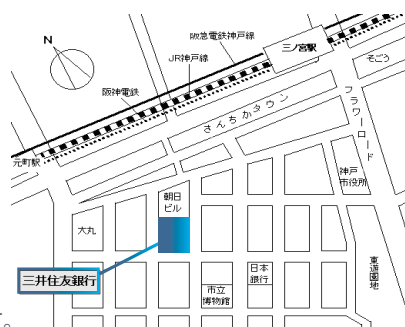 N
阪急電鉄神戸線
三ノ宮駅
JR神戸線
そごう
阪神電鉄
さんちかタウン
フラワーロード
元町駅
神戸
市役所
朝日
ビル
大丸
東遊園地
日本
銀行
三井住友銀行
市立
博物館